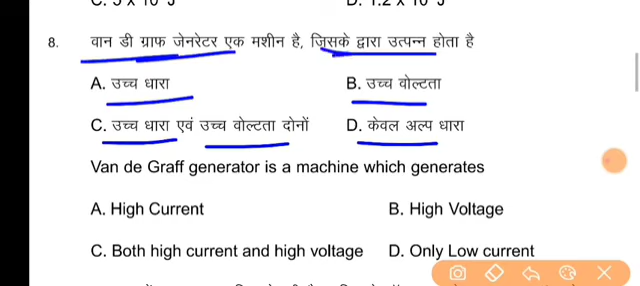 8. वान डी ग्राफ जेनरेटर एक मशीन है, जिसके द्वारा उत्पन्न होता है
A. उच्च धारा B. उच्च वोल्टता
C. उच्च धारा एवं उच्च वोल्टता दोनों D. केवल अल्प धारा
Van de Graff generator is a machine which generates
A. High Current B. High Voltage
C. Both high current and high voltage D. Only Low current